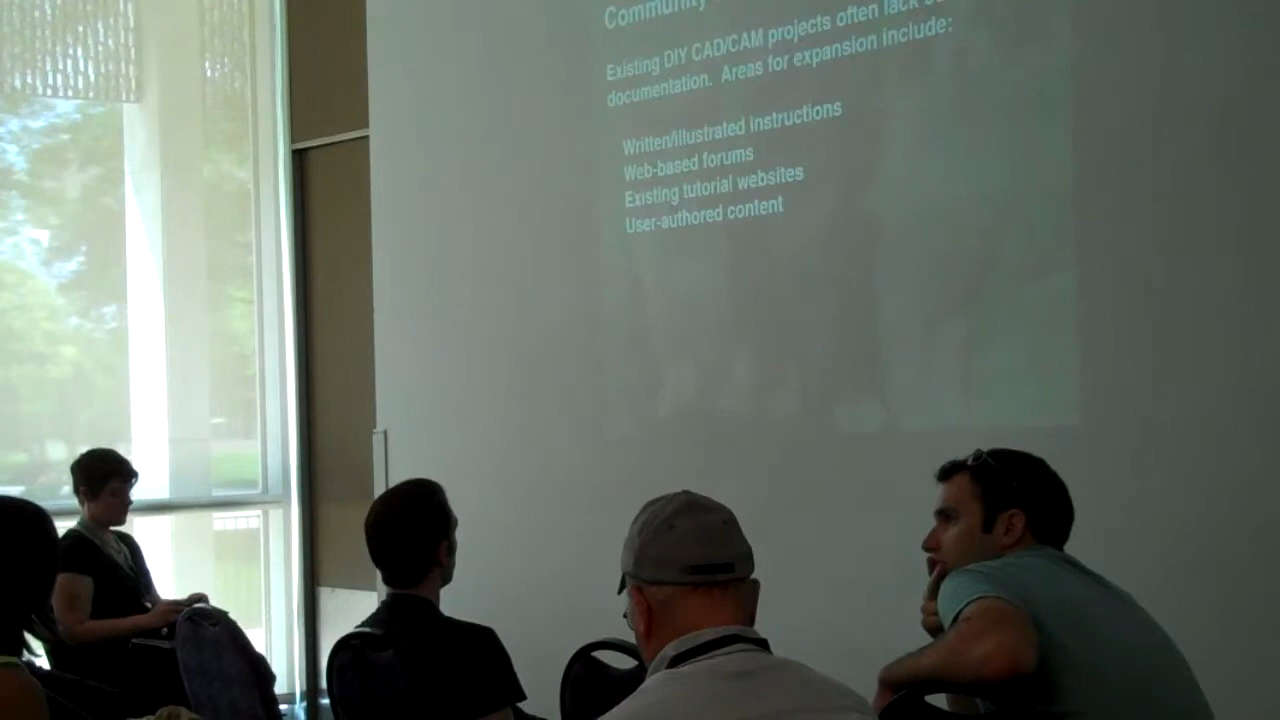 Community
Existing DIY CAD/CAM projects often lack
documentation. Areas for expansion include:
Written/illustrated instructions
Web-based forums
Existing tutorial websites
User-authored content